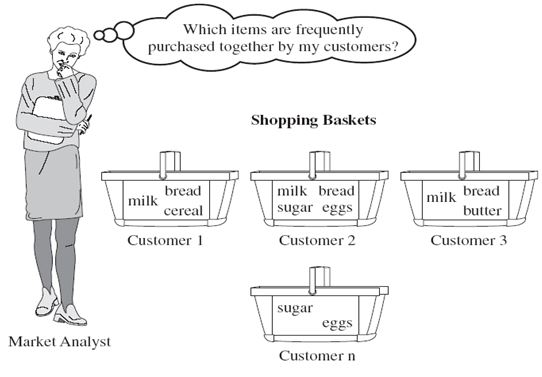 Which items are frequently
purchased together by my customers?
Shopping Baskets
milk bread
cereal
Customer 1
milk bread
sugar eggs
Customer 2
milk bread
butter
Customer 3
sugar
eggs
Customer n
Market Analyst